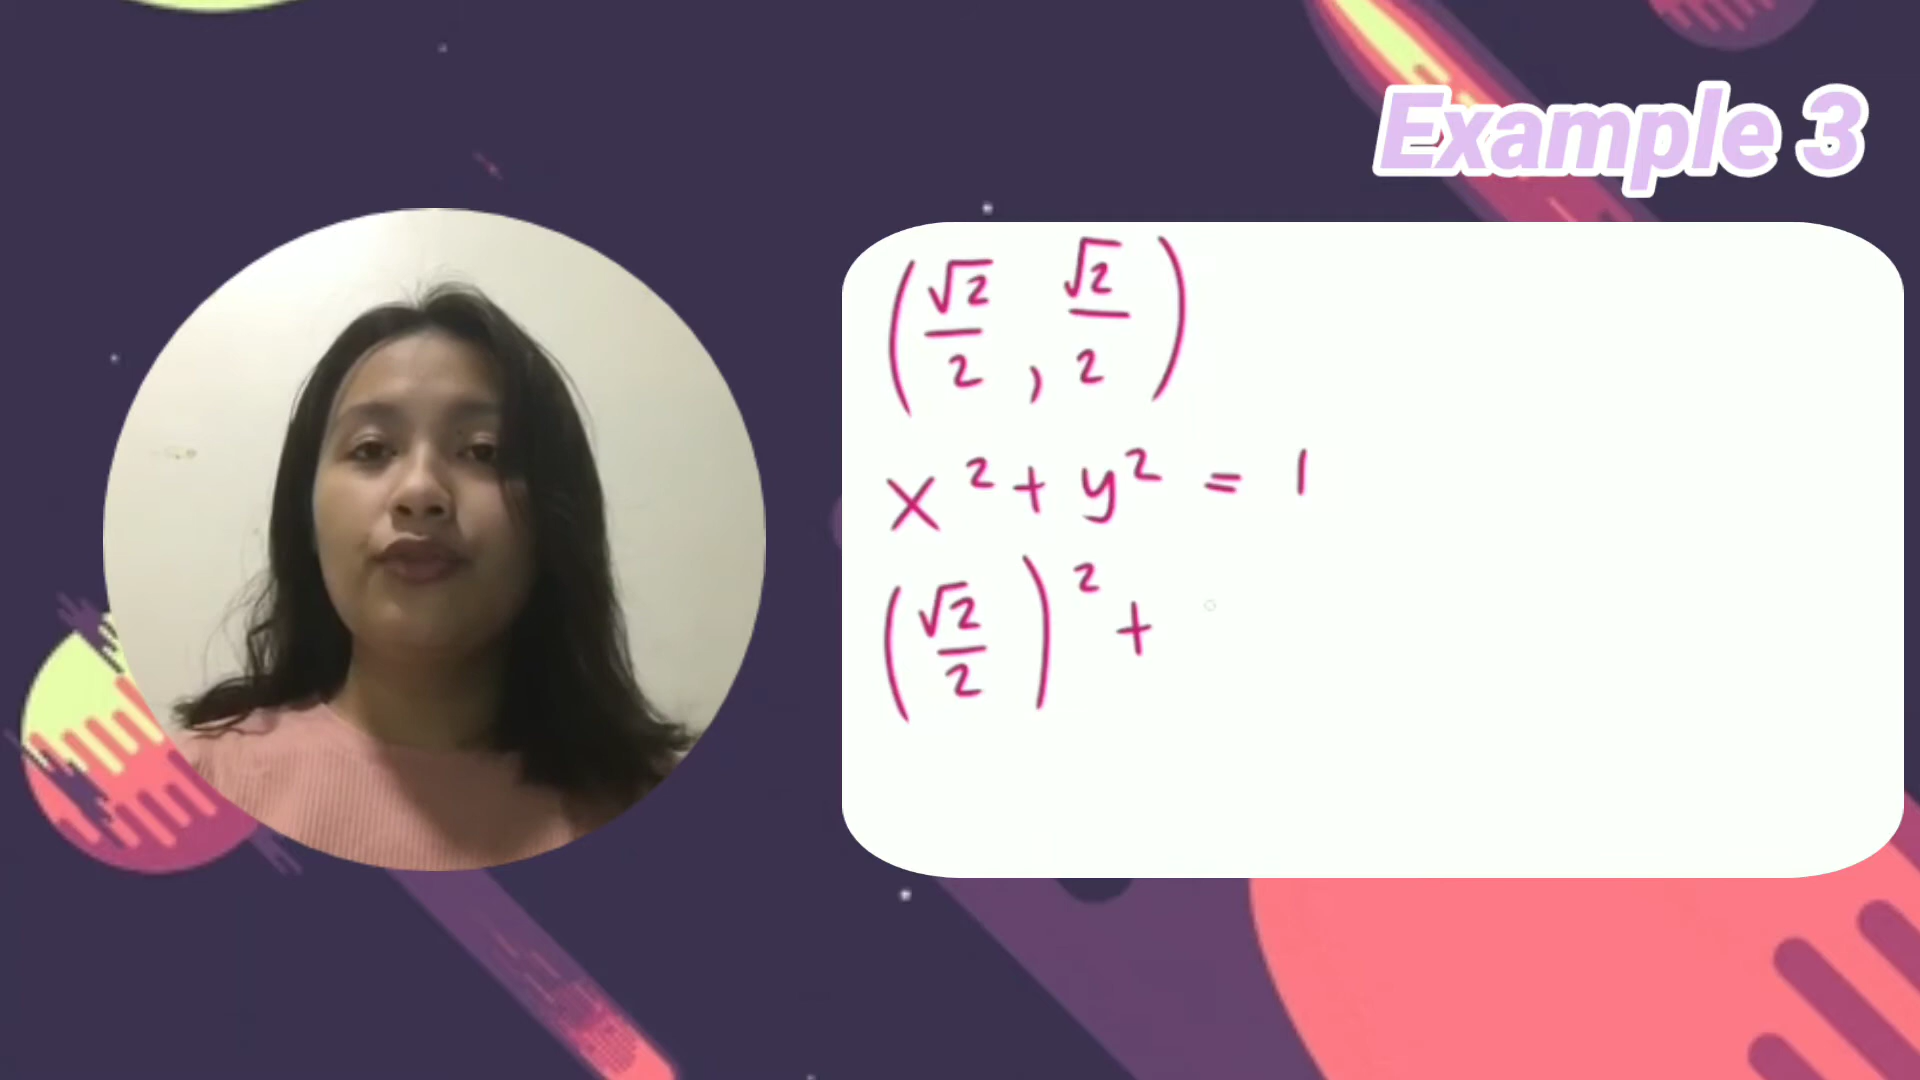 Example 3
(√2/2, √2/2)
x² + y² = 1
(√2/2)² +